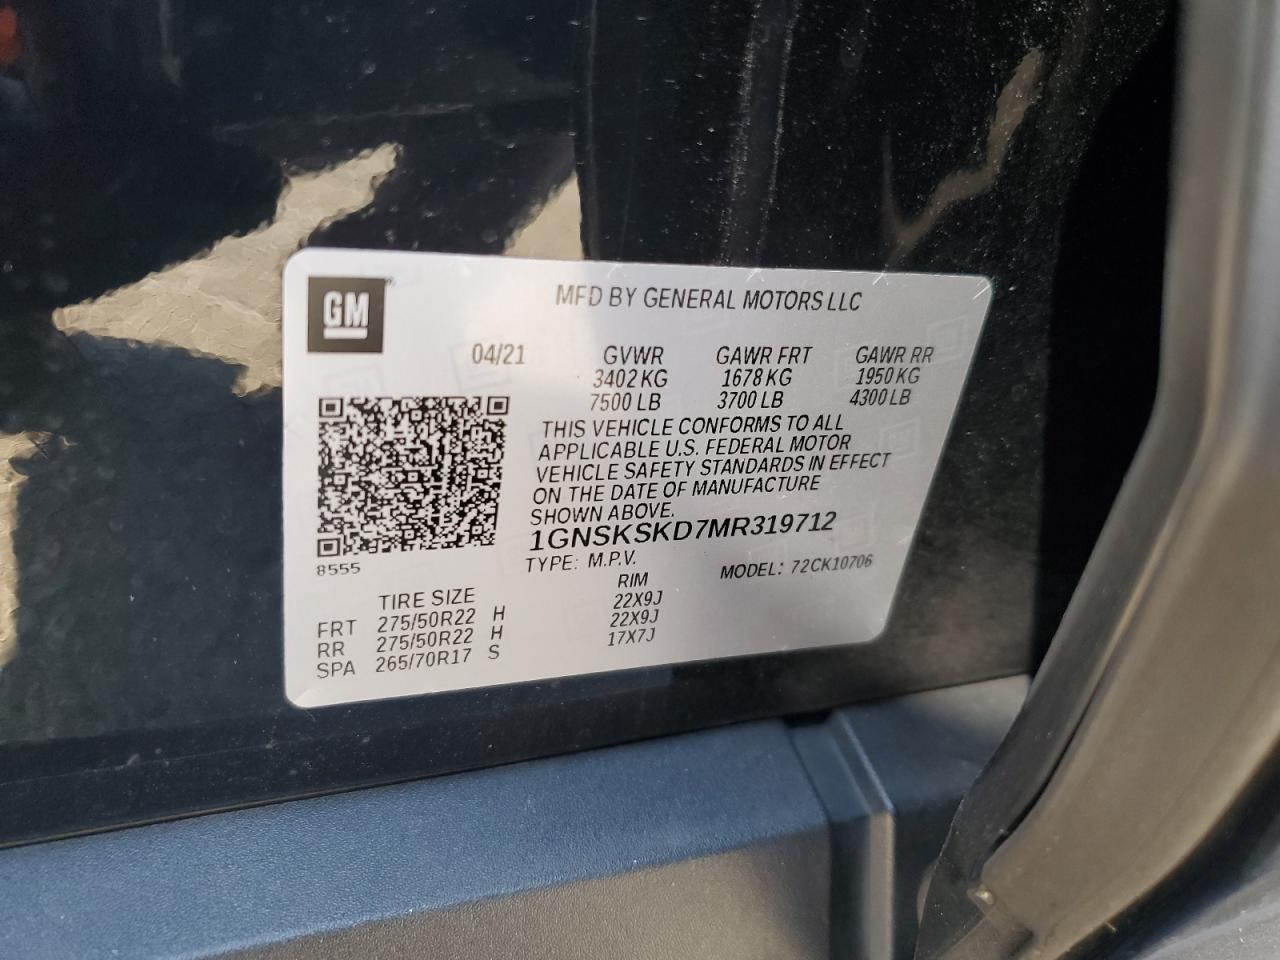 GM
MFD BY GENERAL MOTORS LLC
04/21 GVWR GAWR FRT GAWR RR
3402 KG 1678 KG 1950 KG
7500 LB 3700 LB 4300 LB
THIS VEHICLE CONFORMS TO ALL
APPLICABLE U.S. FEDERAL MOTOR
VEHICLE SAFETY STANDARDS IN EFFECT
ON THE DATE OF MANUFACTURE
SHOWN ABOVE.
1GNSKSKD7MR319712
8555
TYPE: M.P.V. MODEL: 72CK10706
TIRE SIZE RIM
FRT 275/50R22 H 22X9J
RR 275/50R22 H 22X9J
SPA 265/70R17 S 17X7J